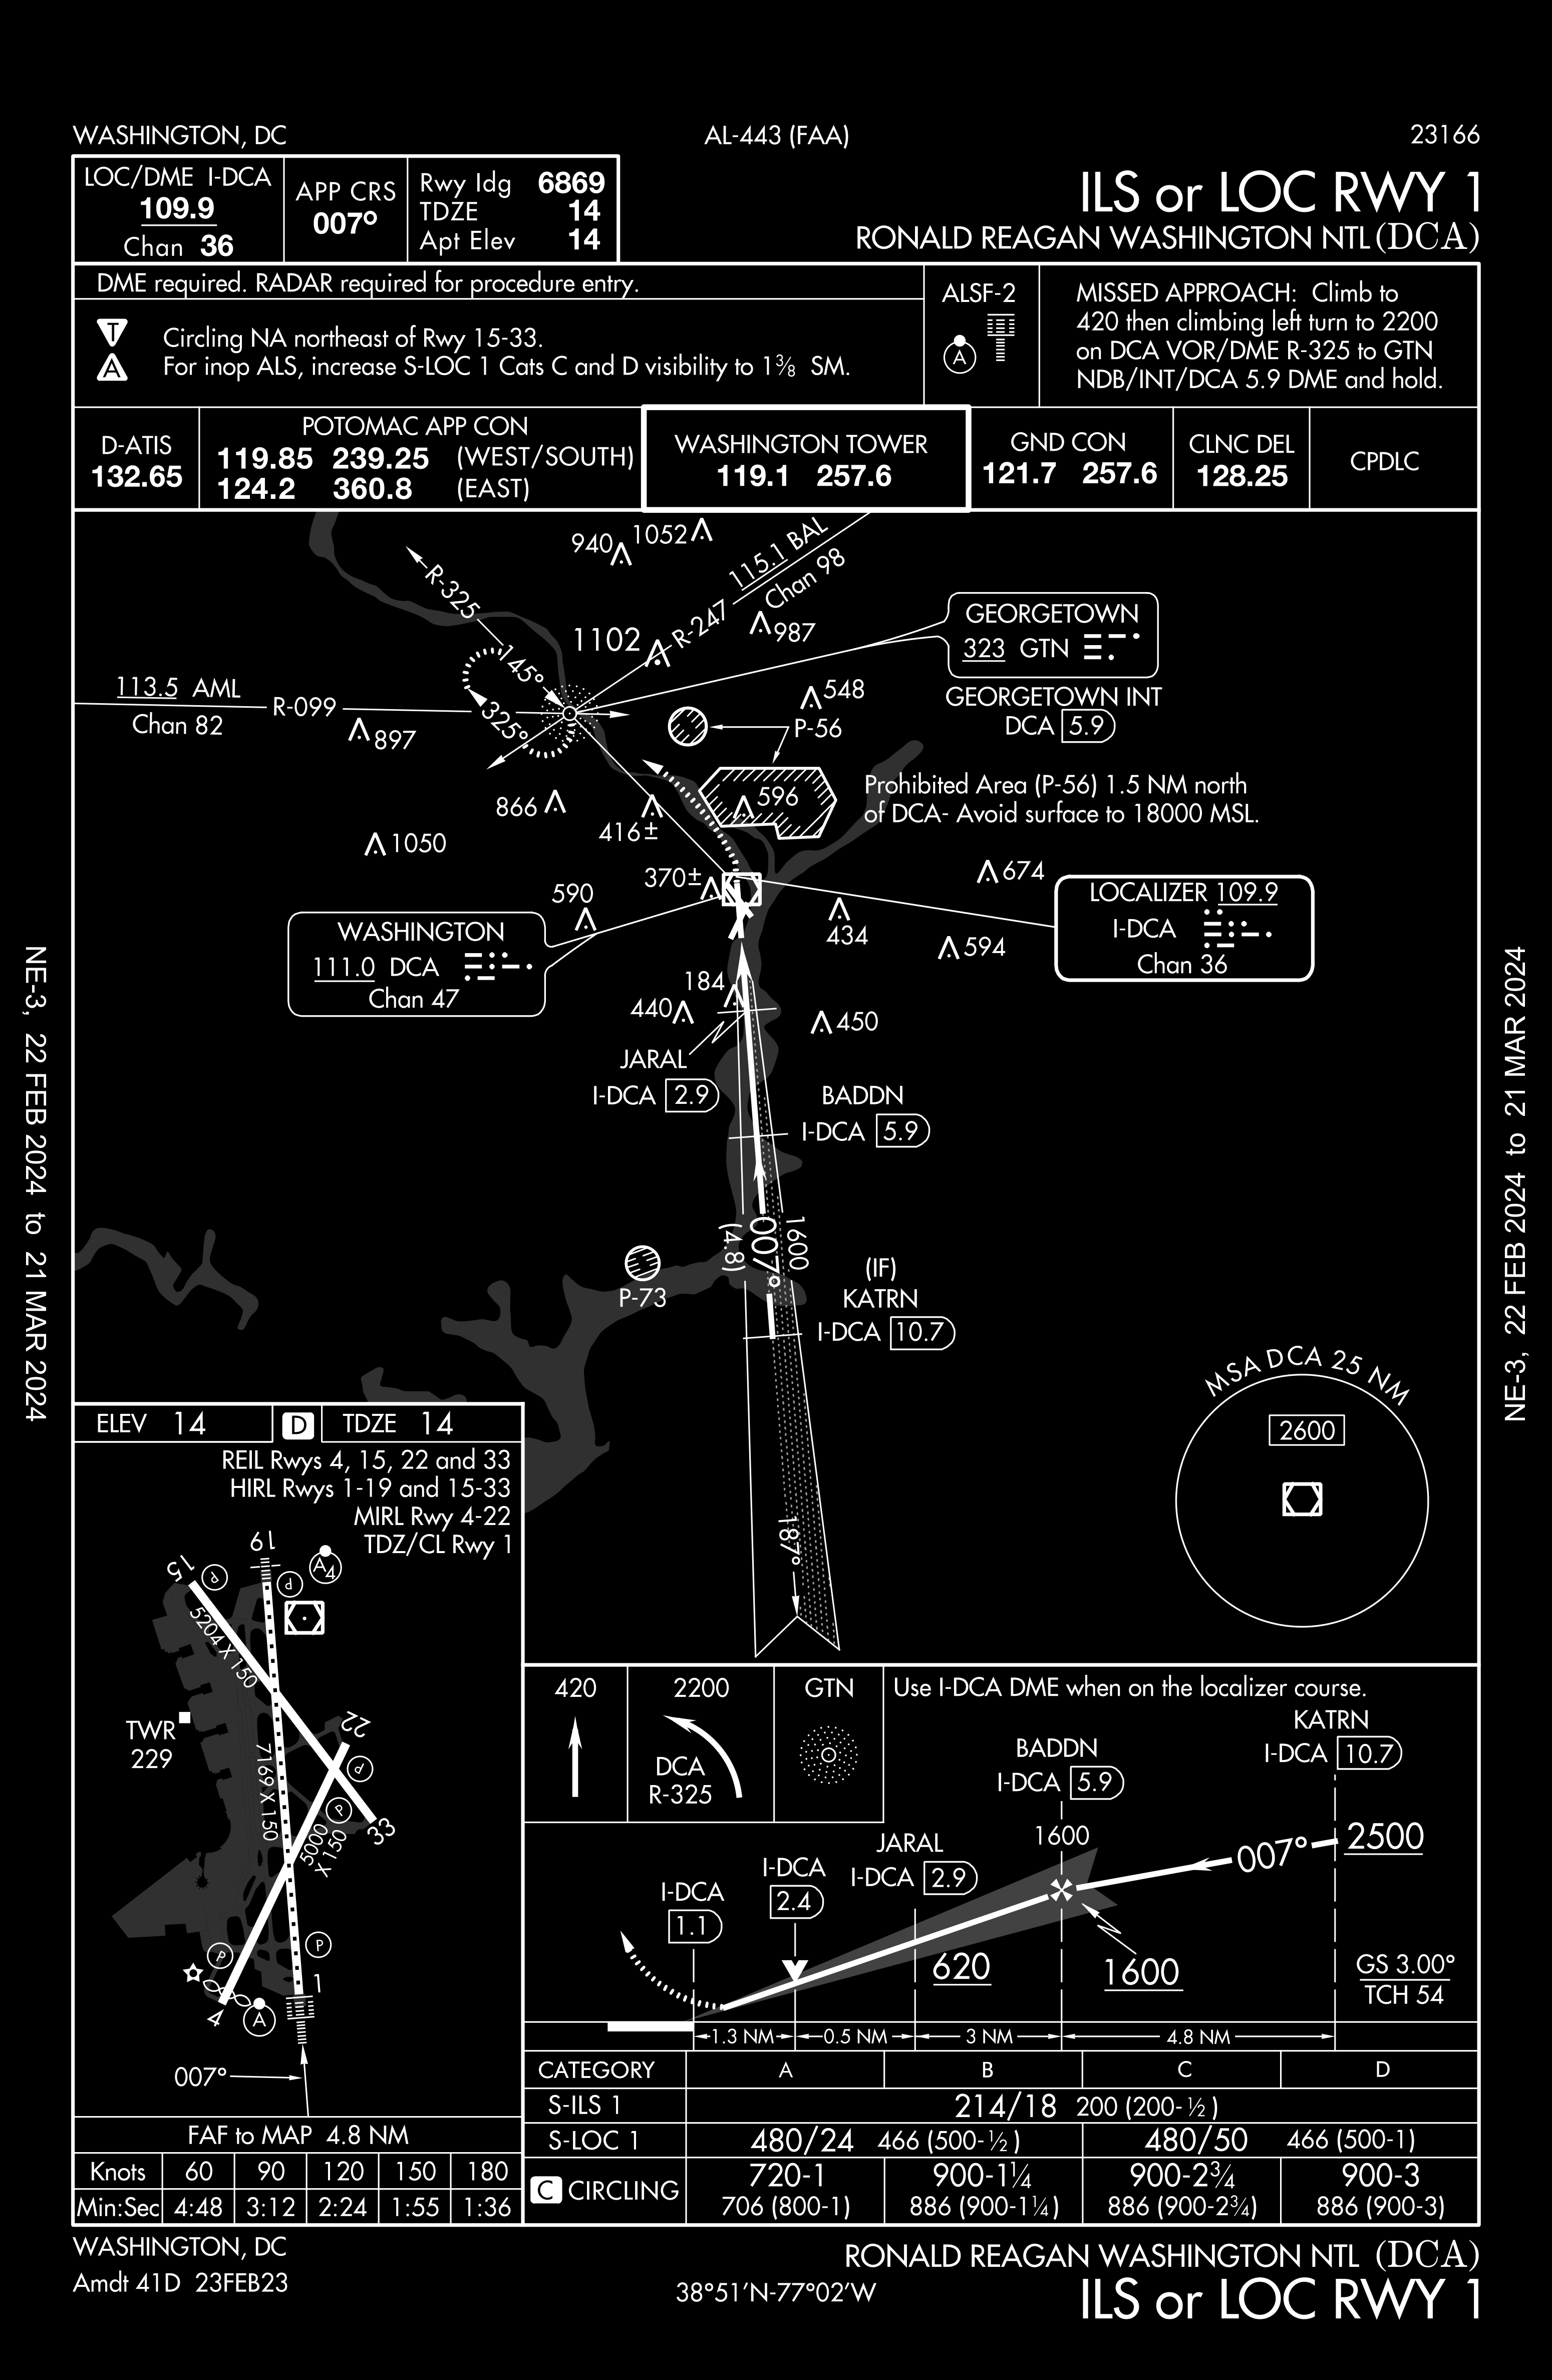 WASHINGTON, DC
AL-443 (FAA)
23166
LOC/DME I-DCA
109.9
Chan 36
APP CRS
007°
Rwy Idg 6869
TDZE 14
Apt Elev 14
ILS or LOC RWY 1
RONALD REAGAN WASHINGTON NTL (DCA)
DME required. RADAR required for procedure entry.
T
A
Circling NA northeast of Rwy 15-33.
For inop ALS, increase S-LOC 1 Cats C and D visibility to 1⅜ SM.
ALSF-2
A
MISSED APPROACH: Climb to
420 then climbing left turn to 2200
on DCA VOR/DME R-325 to GTN
NDB/INT/DCA 5.9 DME and hold.
D-ATIS
132.65
POTOMAC APP CON
119.85 239.25 (WEST/SOUTH)
124.2 360.8 (EAST)
WASHINGTON TOWER
119.1 257.6
GND CON
121.7 257.6
CLNC DEL
128.25
CPDLC
940
1052
115.1 BAL
Chan 98
R-247
R-325
1102
987
GEORGETOWN
323 GTN
GEORGETOWN INT
DCA 5.9
145°
325°
113.5 AML
Chan 82
R-099
897
548
P-56
596
Prohibited Area (P-56) 1.5 NM north
of DCA- Avoid surface to 18000 MSL.
866
416±
1050
370±
590
674
434
594
WASHINGTON
111.0 DCA
Chan 47
LOCALIZER 109.9
I-DCA
Chan 36
184
440
450
JARAL
I-DCA 2.9
BADDN
I-DCA 5.9
1600
007°
(4.8)
P-73
(IF)
KATRN
I-DCA 10.7
187°
MSA DCA 25 NM
2600
NE-3, 22 FEB 2024 to 21 MAR 2024
NE-3, 22 FEB 2024 to 21 MAR 2024
ELEV 14
D
TDZE 14
REIL Rwys 4, 15, 22 and 33
HIRL Rwys 1-19 and 15-33
MIRL Rwy 4-22
TDZ/CL Rwy 1
19
15
P
P
A4
5204 X 150
TWR
229
7169 X 150
22
P
P
33
5000
X 150
P
P
1
4
A
007°
FAF to MAP 4.8 NM
Knots 60 90 120 150 180
Min:Sec 4:48 3:12 2:24 1:55 1:36
420
2200
DCA
R-325
GTN
Use I-DCA DME when on the localizer course.
KATRN
I-DCA 10.7
BADDN
I-DCA 5.9
1600
JARAL
I-DCA 2.9
I-DCA
2.4
I-DCA
1.1
007°
2500
620
1600
GS 3.00°
TCH 54
1.3 NM
0.5 NM
3 NM
4.8 NM
CATEGORY A B C D
S-ILS 1 214/18 200 (200-½)
S-LOC 1 480/24 466 (500-½) 480/50 466 (500-1)
C CIRCLING
720-1 900-1¼ 900-2¾ 900-3
706 (800-1) 886 (900-1¼) 886 (900-2¾) 886 (900-3)
WASHINGTON, DC
Amdt 41D 23FEB23
38°51'N-77°02'W
RONALD REAGAN WASHINGTON NTL (DCA)
ILS or LOC RWY 1